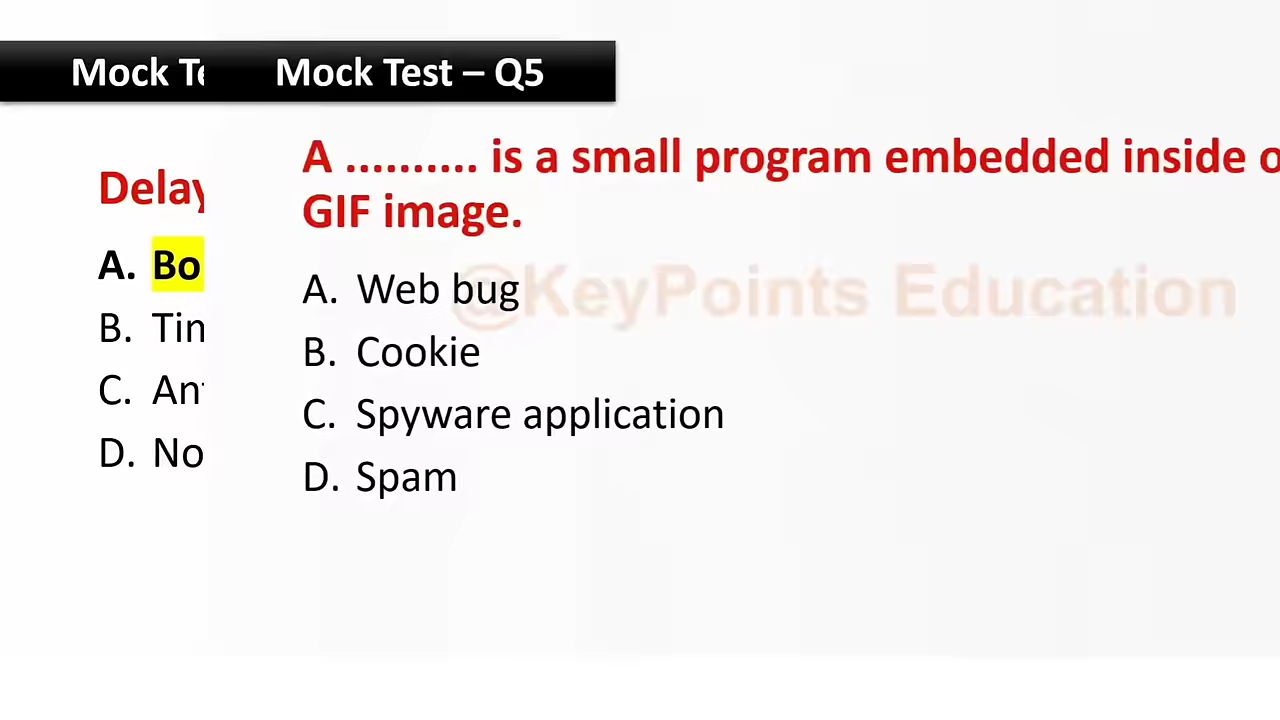 Mock Te
Mock Test – Q5
Delay
A. Bo
B. Tin
C. Ant
D. No
A .......... is a small program embedded inside o
GIF image.
A. Web bug
B. Cookie
C. Spyware application
D. Spam
@KeyPoints Education